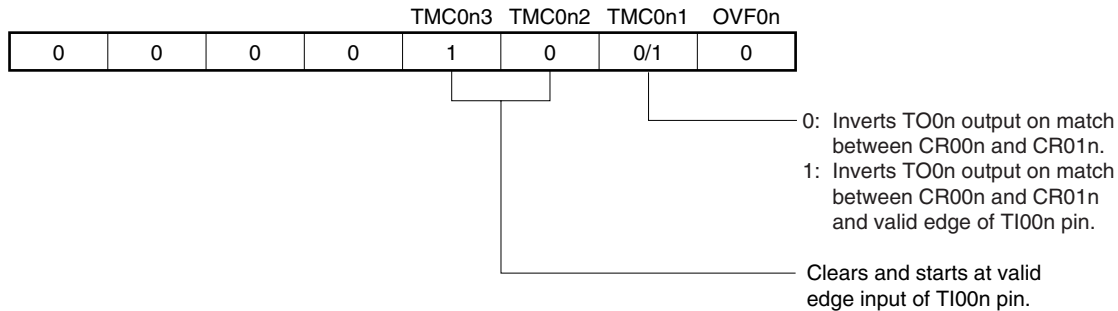 TMC0n3 TMC0n2 TMC0n1 OVF0n
0 0 0 0 1 0 0/1 0
0: Inverts TO0n output on match
between CR00n and CR01n.
1: Inverts TO0n output on match
between CR00n and CR01n
and valid edge of TI00n pin.
Clears and starts at valid
edge input of TI00n pin.